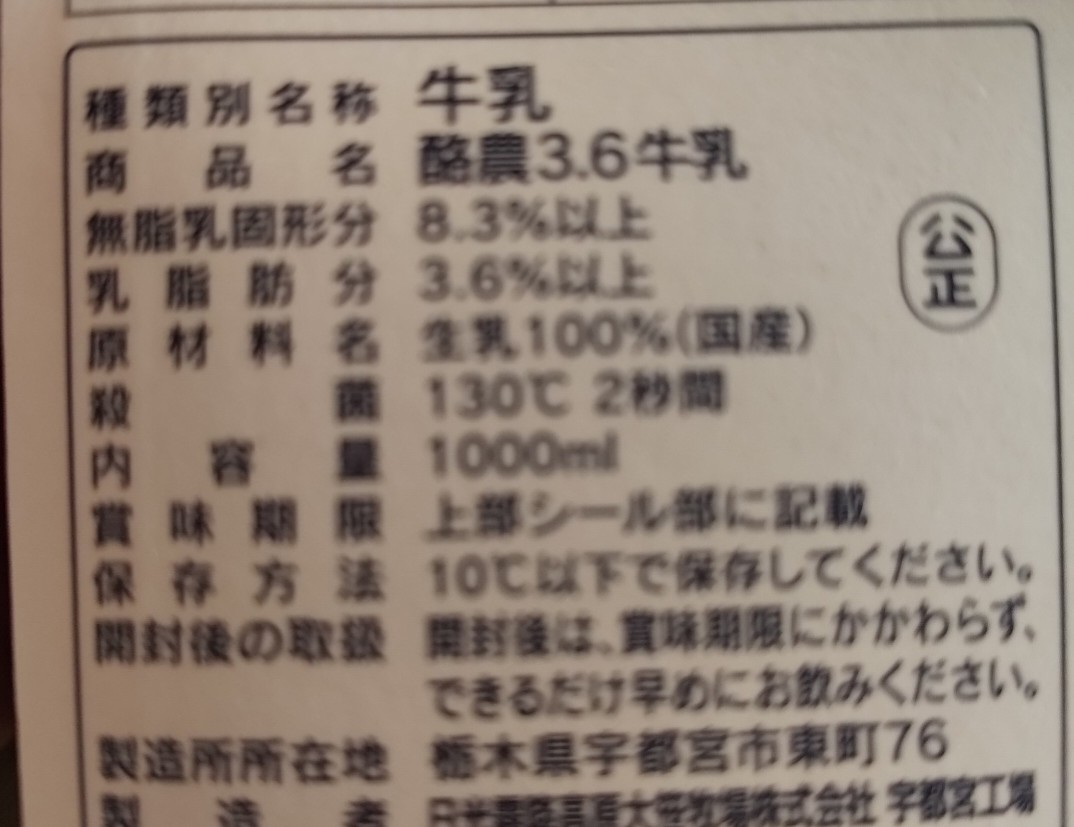 種類別名称 牛乳
商品名 酪農3.6牛乳
無脂乳固形分 8.3%以上
乳脂肪分 3.6%以上
原材料名 生乳100%(国産)
殺菌 130℃ 2秒間
内容量 1000ml
賞味期限 上部シール部に記載
保存方法 10℃以下で保存してください。
開封後の取扱 開封後は、賞味期限にかかわらず、
できるだけ早めにお飲みください。
製造所所在地 栃木県宇都宮市東町76
製造者 大笹牧場株式会社 宇都宮工場
公正